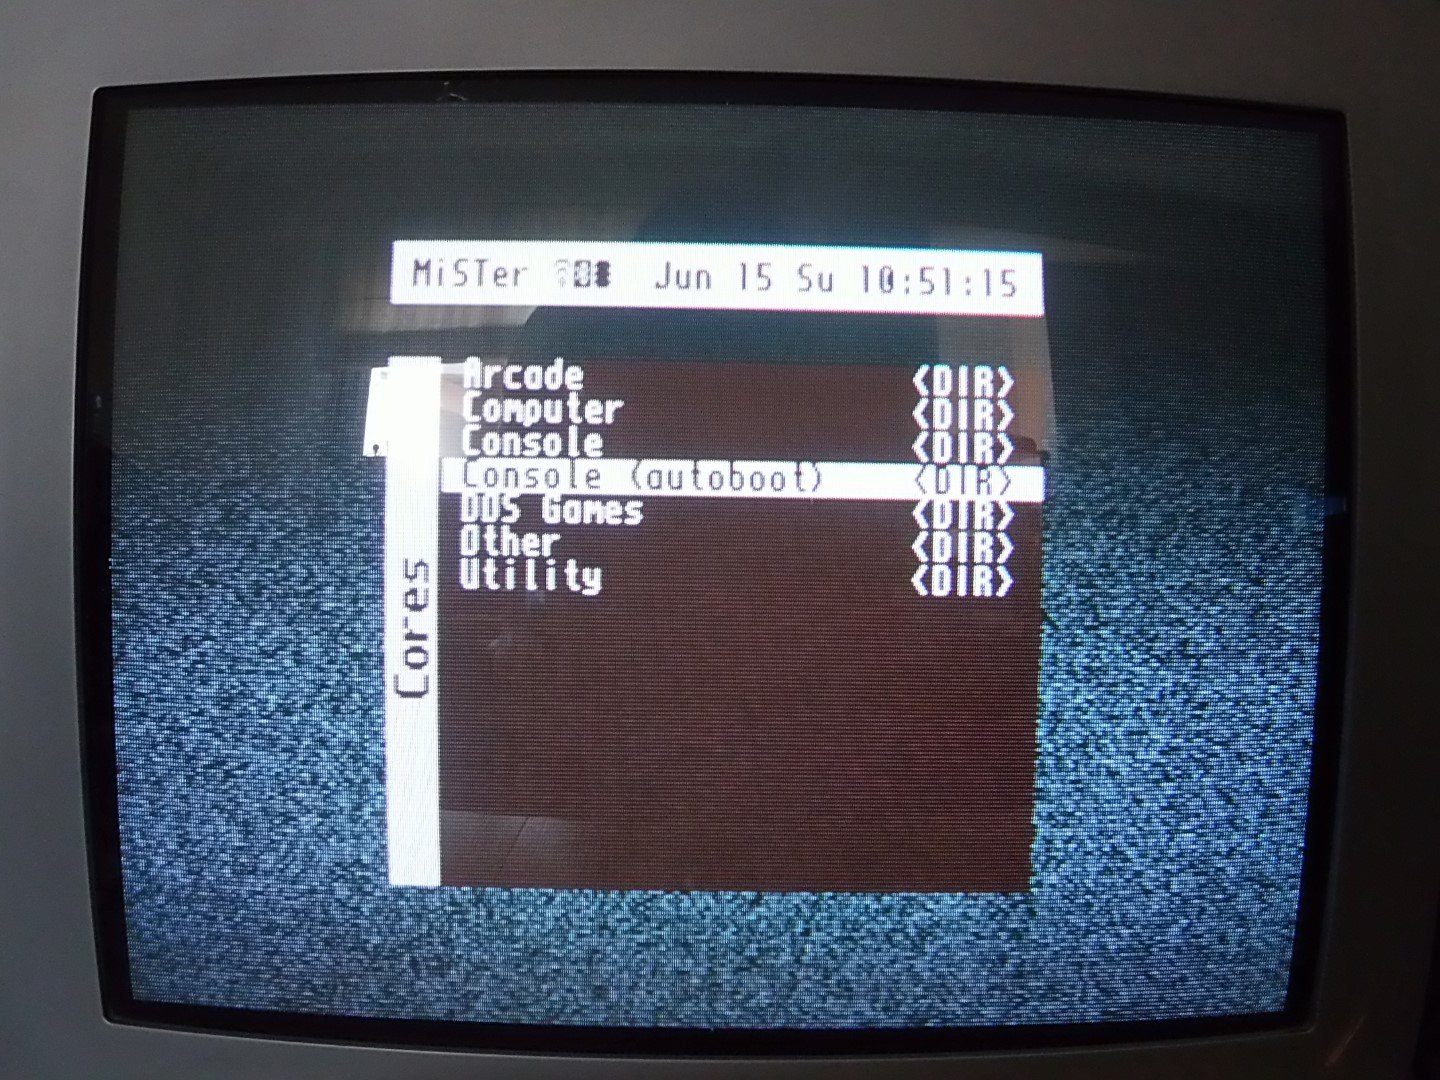 MiSTer Jun 15 Su 10:51:15
Arcade <DIR>
Computer <DIR>
Console <DIR>
Console (autoboot) <DIR>
DOS Games <DIR>
Other <DIR>
Utility <DIR>
Cores